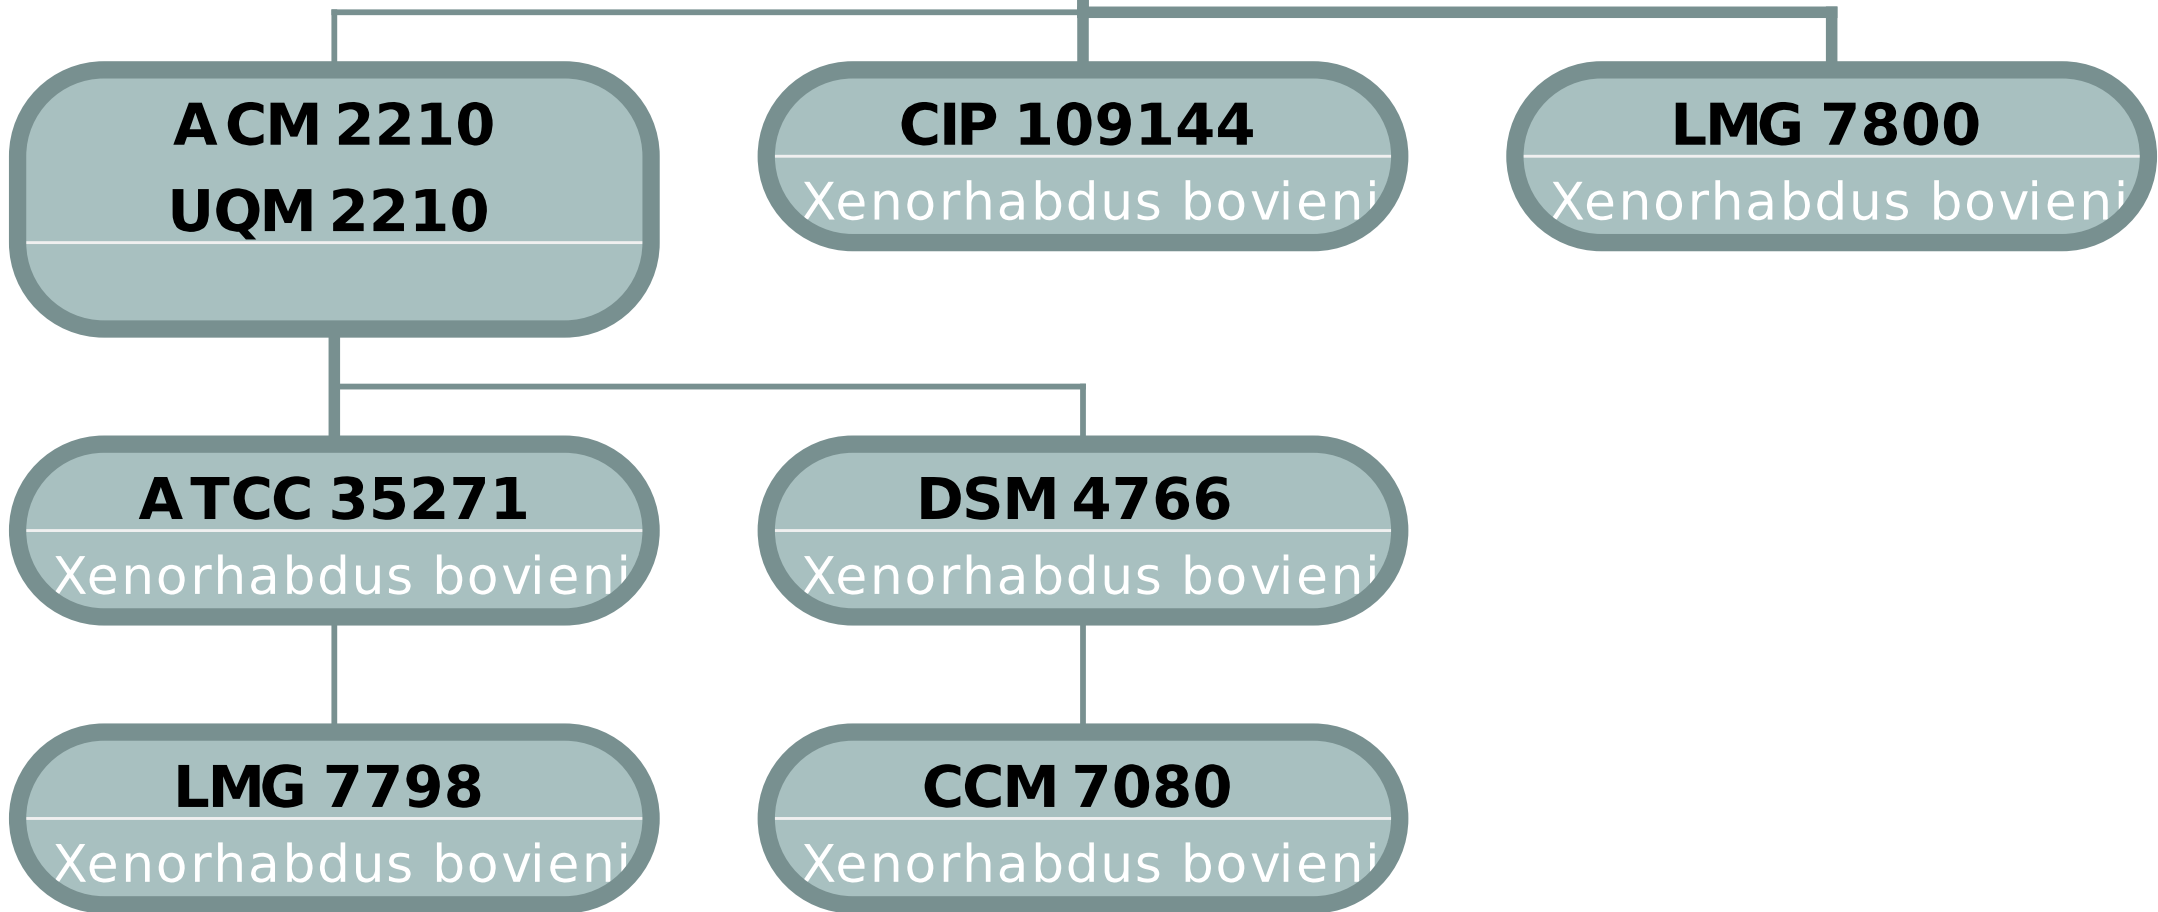 ACM 2210
UQM 2210
CIP 109144
Xenorhabdus bovieni
LMG 7800
Xenorhabdus bovieni
ATCC 35271
Xenorhabdus bovieni
DSM 4766
Xenorhabdus bovieni
LMG 7798
Xenorhabdus bovieni
CCM 7080
Xenorhabdus bovieni